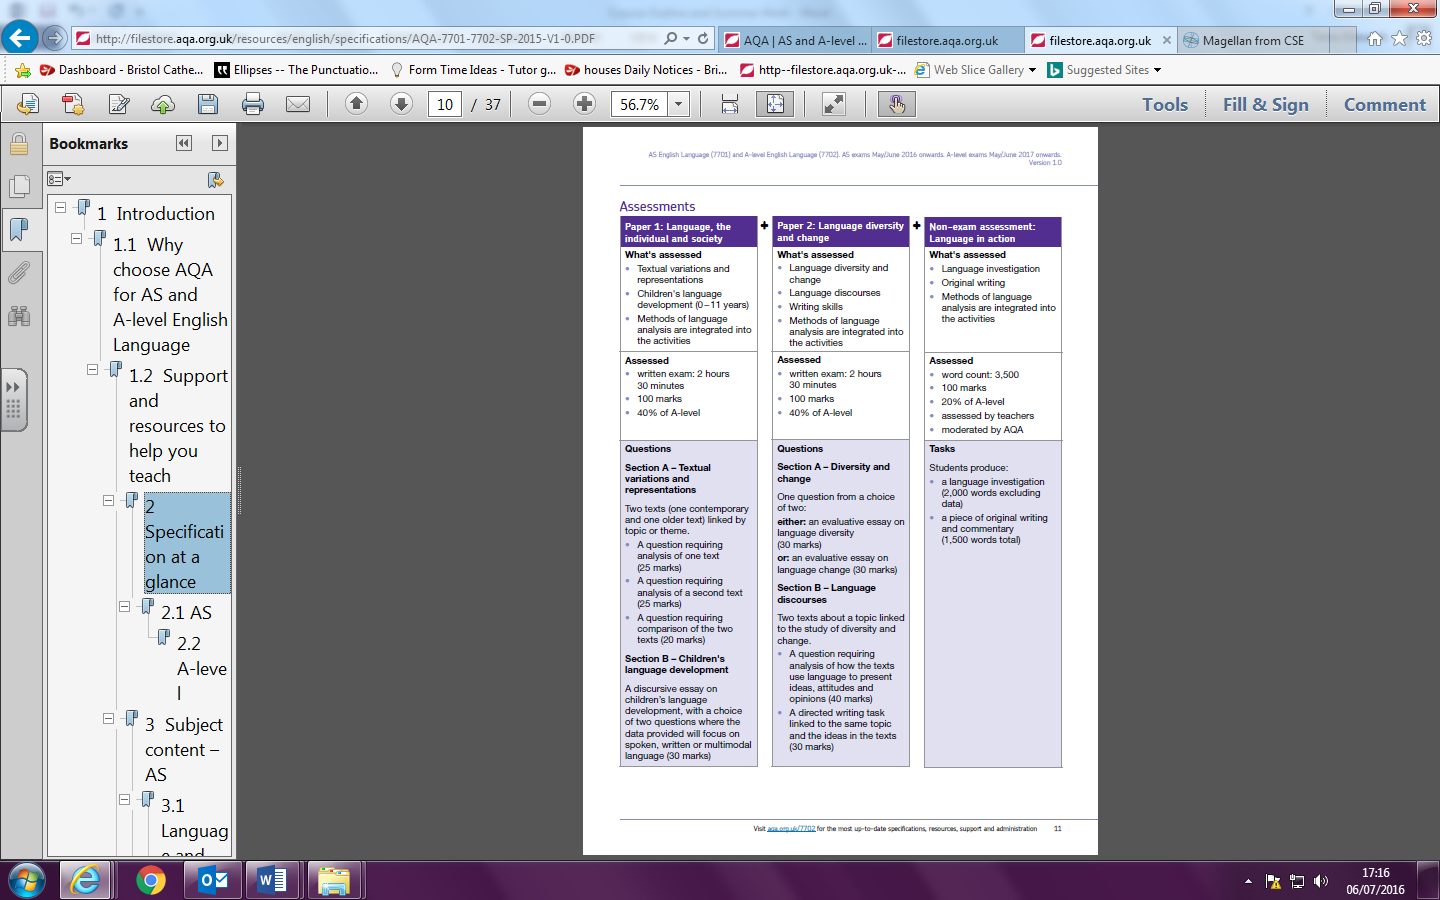 http://filestore.aqa.org.uk/resources/english/specifications/AQA-7701-7702-SP-2015-V1-0.PDF
AQA | AS and A-level ...
filestore.aqa.org.uk
filestore.aqa.org.uk
Magellan from CSE
Dashboard - Bristol Cathe...
Ellipses -- The Punctuatio...
Form Time Ideas - Tutor g...
houses Daily Notices - Bri...
http--filestore.aqa.org.uk-...
Web Slice Gallery
Suggested Sites
10 / 37
56.7%
Tools
Fill & Sign
Comment
Bookmarks
1 Introduction
1.1 Why
choose AQA
for AS and
A-level English
Language
1.2 Support
and
resources to
help you
teach
2
Specificati
on at a
glance
2.1 AS
2.2
A-leve
l
3 Subject
content –
AS
3.1
Languag
e and
AS English Language (7701) and A-level English Language (7702). AS exams May/June 2016 onwards. A-level exams May/June 2017 onwards.
Version 1.0
Assessments
Paper 1: Language, the
individual and society
What's assessed
• Textual variations and
representations
• Children's language
development (0–11 years)
• Methods of language
analysis are integrated into
the activities
Assessed
• written exam: 2 hours
30 minutes
• 100 marks
• 40% of A-level
Questions
Section A – Textual
variations and
representations
Two texts (one contemporary
and one older text) linked by
topic or theme.
• A question requiring
analysis of one text
(25 marks)
• A question requiring
analysis of a second text
(25 marks)
• A question requiring
comparison of the two
texts (20 marks)
Section B – Children's
language development
A discursive essay on
children's language
development, with a choice
of two questions where the
data provided will focus on
spoken, written or multimodal
language (30 marks)
+
Paper 2: Language diversity
and change
What's assessed
• Language diversity and
change
• Language discourses
• Writing skills
• Methods of language
analysis are integrated into
the activities
Assessed
• written exam: 2 hours
30 minutes
• 100 marks
• 40% of A-level
Questions
Section A – Diversity and
change
One question from a choice
of two:
either: an evaluative essay on
language diversity
(30 marks)
or: an evaluative essay on
language change (30 marks)
Section B – Language
discourses
Two texts about a topic linked
to the study of diversity and
change.
• A question requiring
analysis of how the texts
use language to present
ideas, attitudes and
opinions (40 marks)
• A directed writing task
linked to the same topic
and the ideas in the texts
(30 marks)
+
Non-exam assessment:
Language in action
What's assessed
• Language investigation
• Original writing
• Methods of language
analysis are integrated into
the activities
Assessed
• word count: 3,500
• 100 marks
• 20% of A-level
• assessed by teachers
• moderated by AQA
Tasks
Students produce:
• a language investigation
(2,000 words excluding
data)
• a piece of original writing
and commentary
(1,500 words total)
Visit aqa.org.uk/7702 for the most up-to-date specifications, resources, support and administration 11
17:16
06/07/2016